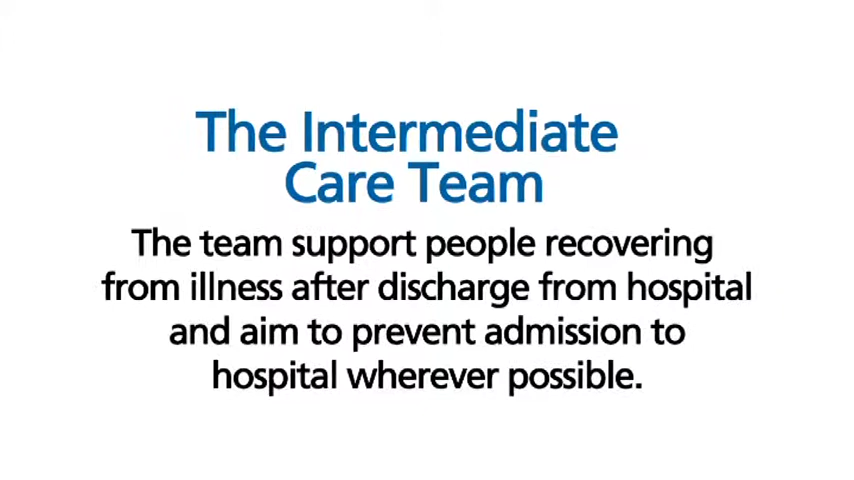 The Intermediate
Care Team
The team support people recovering
from illness after discharge from hospital
and aim to prevent admission to
hospital wherever possible.